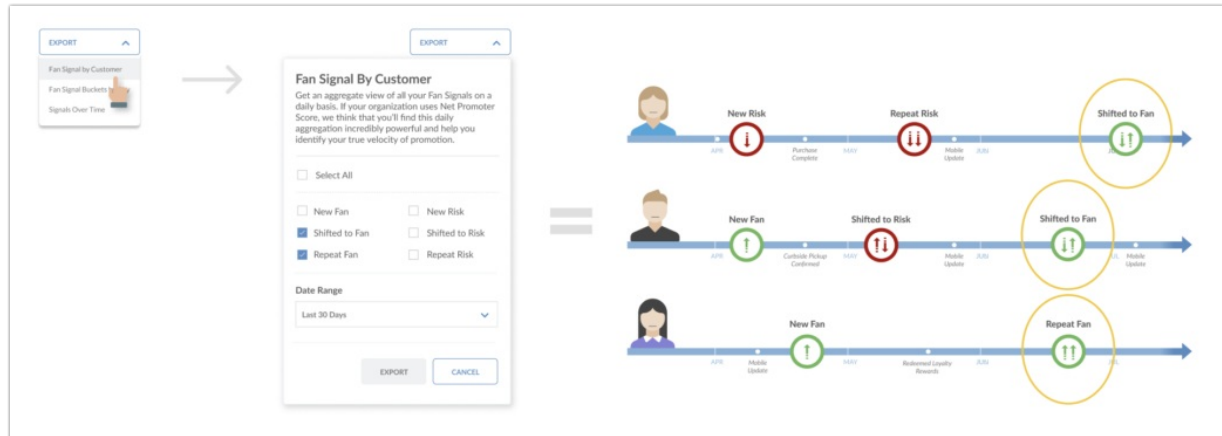 EXPORT
Fan Signal by Customer
Fan Signal Buckets
Signals Over Time
EXPORT
Fan Signal By Customer
Get an aggregate view of all your Fan Signals on a
daily basis. If your organization uses Net Promoter
Score, we think that you'll find this daily
aggregation incredibly powerful and help you
identify your true velocity of promotion.
Select All
New Fan
New Risk
Shifted to Fan
Shifted to Risk
Repeat Fan
Repeat Risk
Date Range
Last 30 Days
EXPORT
CANCEL
New Risk
Repeat Risk
Shifted to Fan
APR
Purchase
Complete
MAY
Mobile
Update
JUN
New Fan
Shifted to Risk
Shifted to Fan
APR
Curbside Pickup
Confirmed
MAY
Mobile
Update
JUN
Mobile
Update
New Fan
Repeat Fan
APR
Mobile
Update
MAY
Redeemed Loyalty
Rewards
JUN